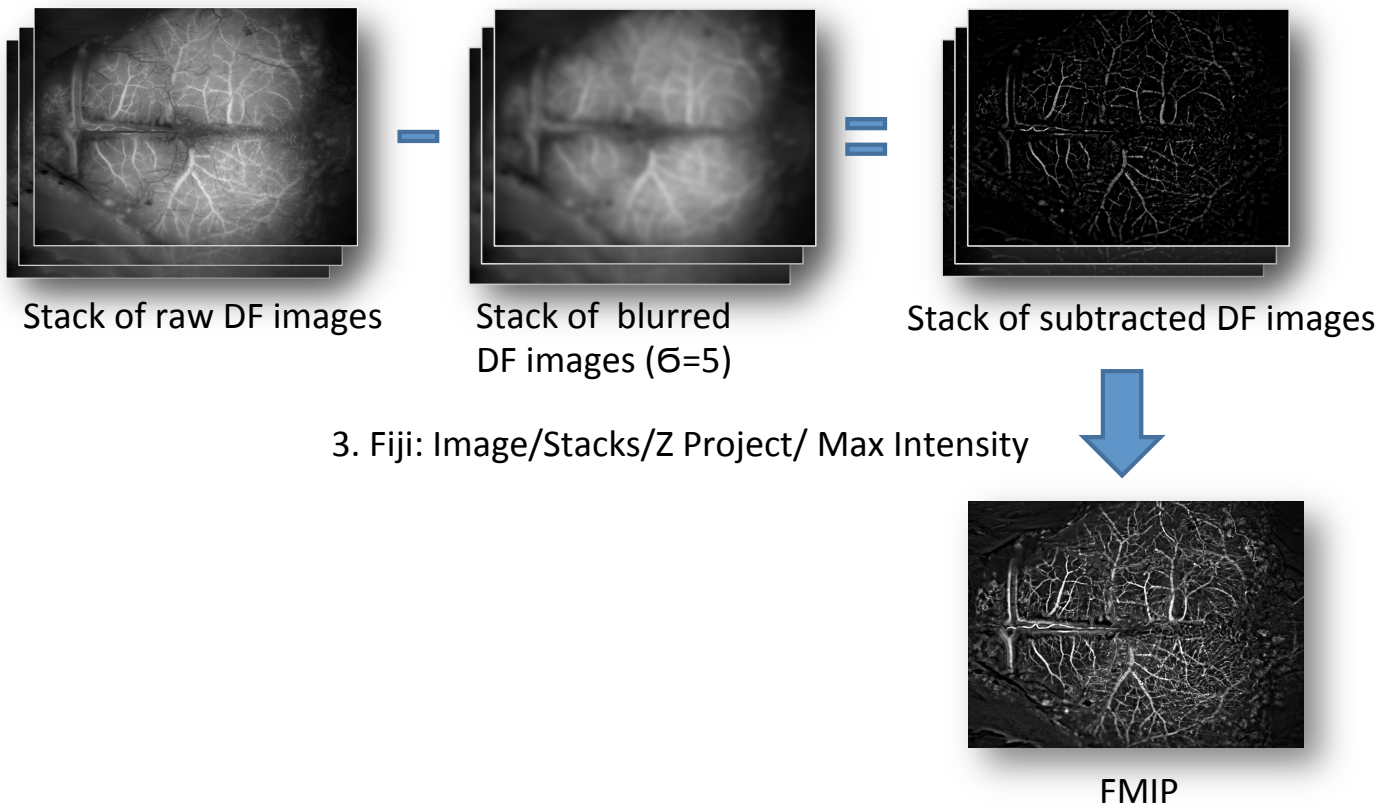 Stack of raw DF images
Stack of blurred
DF images (Ϭ=5)
Stack of subtracted DF images
3. Fiji: Image/Stacks/Z Project/ Max Intensity
FMIP